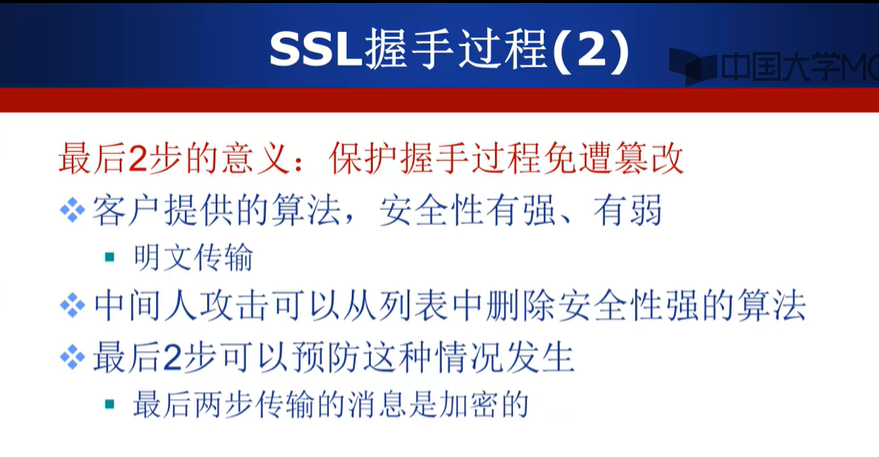 SSL握手过程(2)
中国大学MO
最后2步的意义：保护握手过程免遭篡改
客户提供的算法，安全性有强、有弱
明文传输
中间人攻击可以从列表中删除安全性强的算法
最后2步可以预防这种情况发生
最后两步传输的消息是加密的